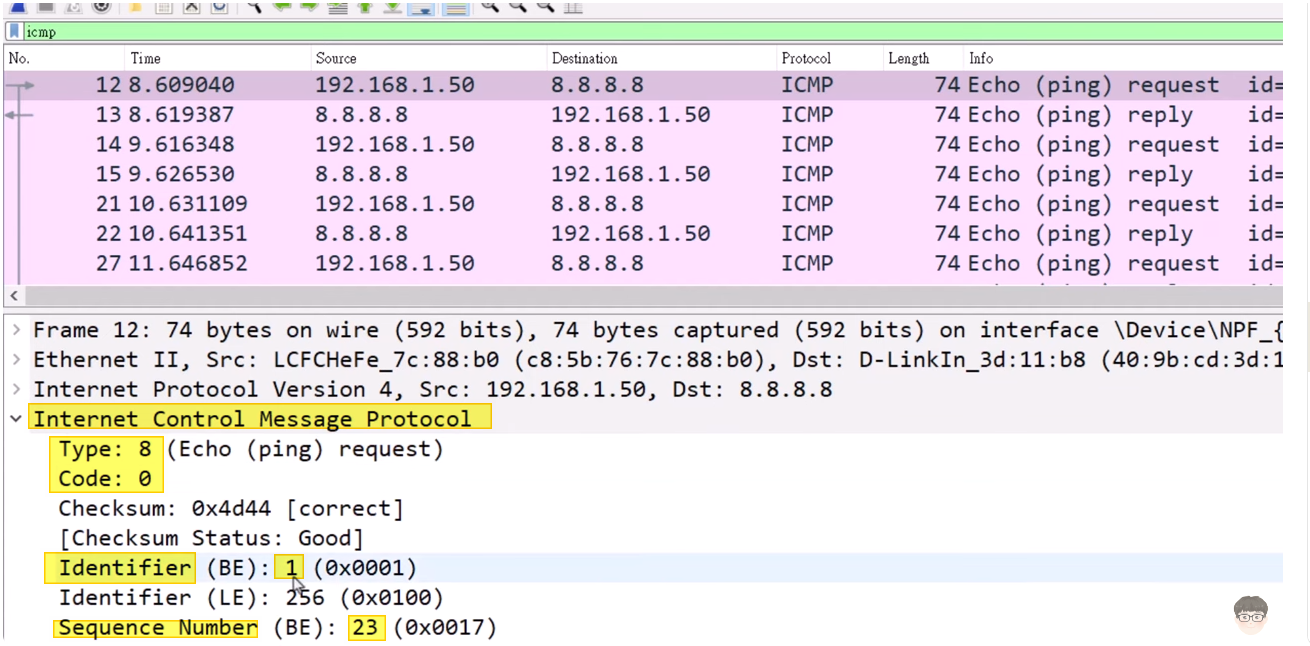 icmp
No. Time Source Destination Protocol Length Info
12 8.609040 192.168.1.50 8.8.8.8 ICMP 74 Echo (ping) request id=
13 8.619387 8.8.8.8 192.168.1.50 ICMP 74 Echo (ping) reply id=
14 9.616348 192.168.1.50 8.8.8.8 ICMP 74 Echo (ping) request id=
15 9.626530 8.8.8.8 192.168.1.50 ICMP 74 Echo (ping) reply id=
21 10.631109 192.168.1.50 8.8.8.8 ICMP 74 Echo (ping) request id=
22 10.641351 8.8.8.8 192.168.1.50 ICMP 74 Echo (ping) reply id=
27 11.646852 192.168.1.50 8.8.8.8 ICMP 74 Echo (ping) request id=
Frame 12: 74 bytes on wire (592 bits), 74 bytes captured (592 bits) on interface \Device\NPF_{
Ethernet II, Src: LCFCHeFe_7c:88:b0 (c8:5b:76:7c:88:b0), Dst: D-LinkIn_3d:11:b8 (40:9b:cd:3d:1
Internet Protocol Version 4, Src: 192.168.1.50, Dst: 8.8.8.8
Internet Control Message Protocol
Type: 8 (Echo (ping) request)
Code: 0
Checksum: 0x4d44 [correct]
[Checksum Status: Good]
Identifier (BE): 1 (0x0001)
Identifier (LE): 256 (0x0100)
Sequence Number (BE): 23 (0x0017)